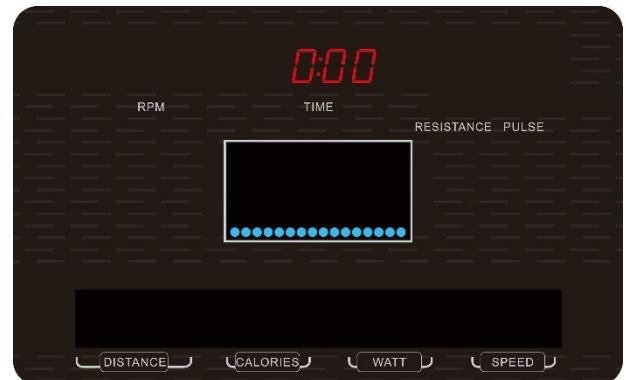 0:00
RPM TIME
RESISTANCE PULSE
DISTANCE CALORIES WATT SPEED